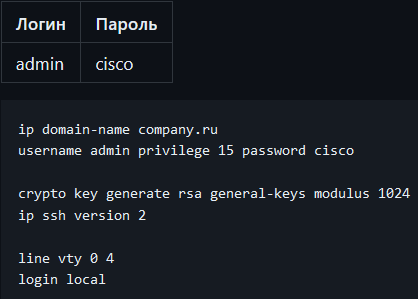 Логин Пароль
admin cisco
ip domain-name company.ru
username admin privilege 15 password cisco
crypto key generate rsa general-keys modulus 1024
ip ssh version 2
line vty 0 4
login local